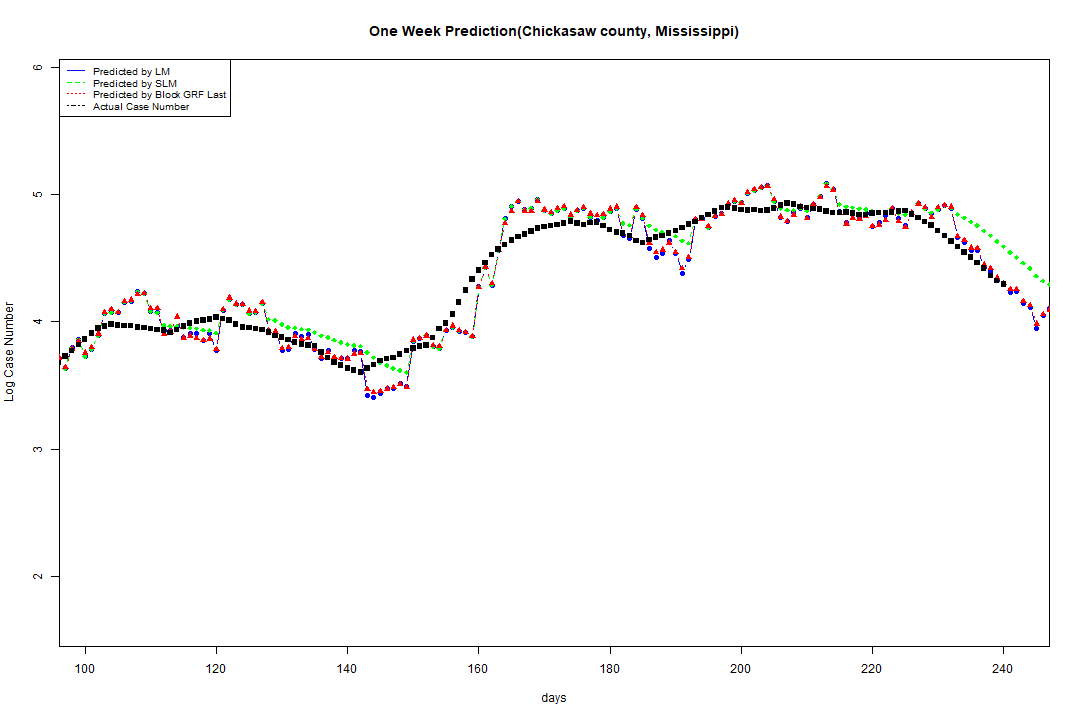 One Week Prediction(Chickasaw county, Mississippi)
Predicted by LM
Predicted by SLM
Predicted by Block GRF Last
Actual Case Number
6
5
4
3
2
Log Case Number
100 120 140 160 180 200 220 240
days